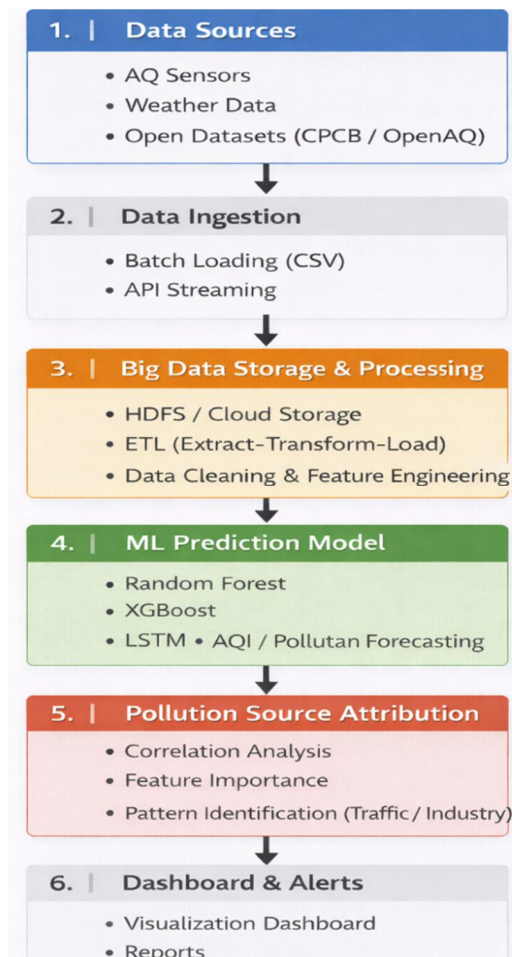 1. | Data Sources
• AQ Sensors
• Weather Data
• Open Datasets (CPCB / OpenAQ)
2. | Data Ingestion
• Batch Loading (CSV)
• API Streaming
3. | Big Data Storage & Processing
• HDFS / Cloud Storage
• ETL (Extract-Transform-Load)
• Data Cleaning & Feature Engineering
4. | ML Prediction Model
• Random Forest
• XGBoost
• LSTM • AQI / Pollutan Forecasting
5. | Pollution Source Attribution
• Correlation Analysis
• Feature Importance
• Pattern Identification (Traffic / Industry)
6. | Dashboard & Alerts
• Visualization Dashboard
• Reports